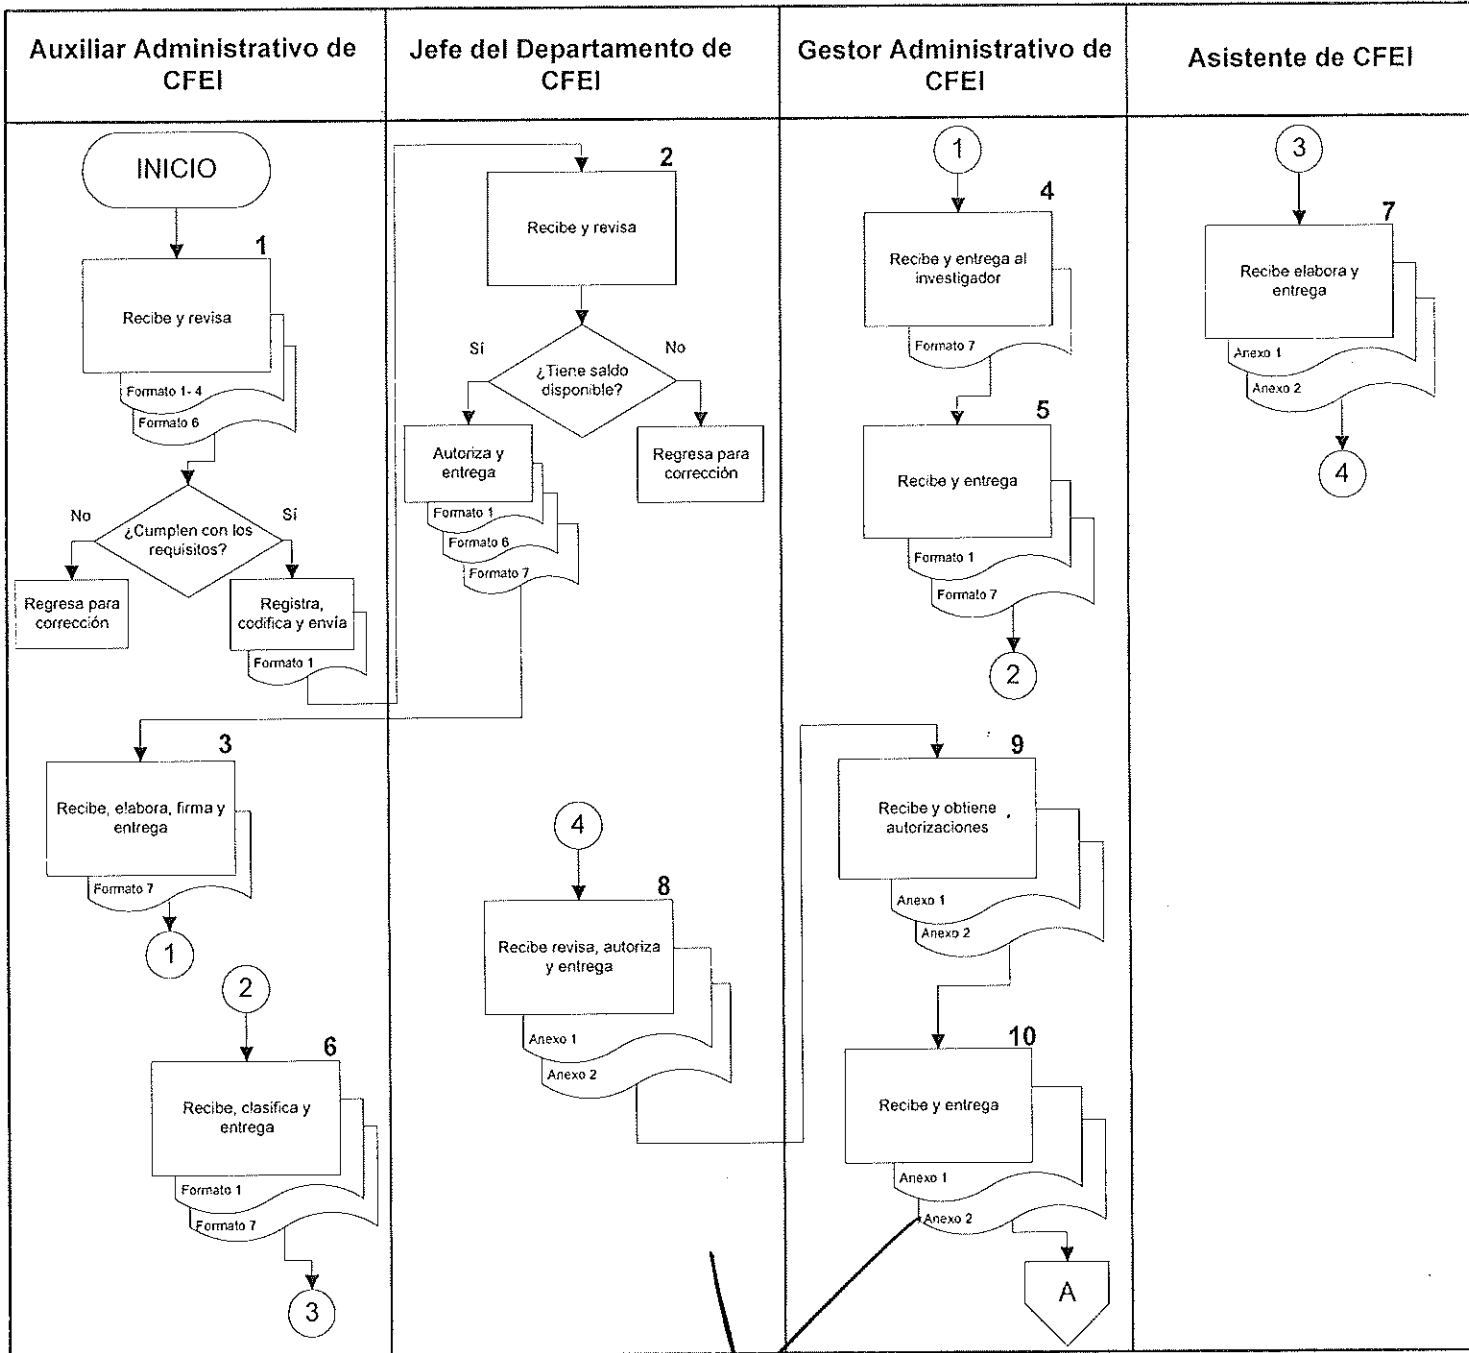 Auxiliar Administrativo de
CFEI
Jefe del Departamento de
CFEI
Gestor Administrativo de
CFEI
Asistente de CFEI
INICIO
1
Recibe y revisa
Formato 1- 4
Formato 6
¿Cumplen con los
requisitos?
No
Sí
Regresa para
corrección
Registra,
codifica y envía
Formato 1
3
Recibe, elabora, firma y
entrega
Formato 7
1
2
6
Recibe, clasifica y
entrega
Formato 1
Formato 7
3
2
Recibe y revisa
Sí
No
¿Tiene saldo
disponible?
Autoriza y
entrega
Formato 1
Formato 6
Formato 7
Regresa para
corrección
4
8
Recibe revisa, autoriza
y entrega
Anexo 1
Anexo 2
1
4
Recibe y entrega al
investigador
Formato 7
5
Recibe y entrega
Formato 1
Formato 7
2
9
Recibe y obtiene
autorizaciones
Anexo 1
Anexo 2
10
Recibe y entrega
Anexo 1
Anexo 2
A
3
7
Recibe elabora y
entrega
Anexo 1
Anexo 2
4